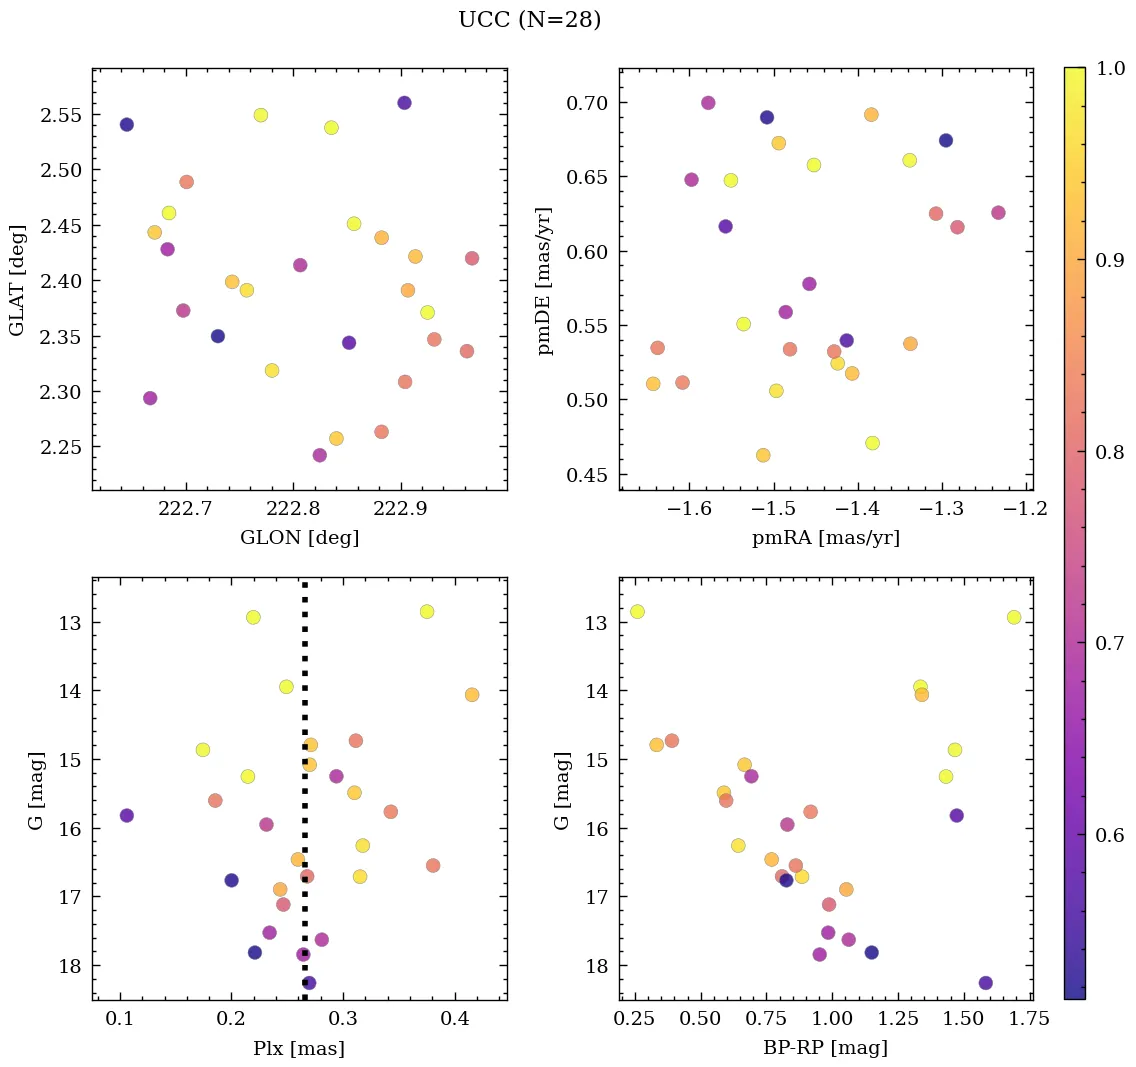 UCC (N=28)
2.55
2.50
2.45
2.40
2.35
2.30
2.25
GLAT [deg]
222.7 222.8 222.9
GLON [deg]
0.70
0.65
0.60
0.55
0.50
0.45
pmDE [mas/yr]
−1.6 −1.5 −1.4 −1.3 −1.2
pmRA [mas/yr]
13
14
15
16
17
18
G [mag]
0.1 0.2 0.3 0.4
Plx [mas]
13
14
15
16
17
18
G [mag]
0.25 0.50 0.75 1.00 1.25 1.50 1.75
BP-RP [mag]
1.0
0.9
0.8
0.7
0.6